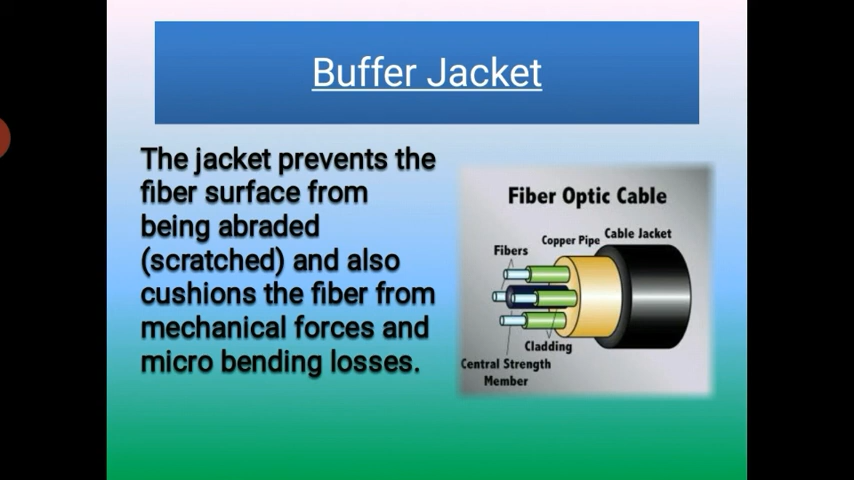 Buffer Jacket
The jacket prevents the
fiber surface from
being abraded
(scratched) and also
cushions the fiber from
mechanical forces and
micro bending losses.
Fiber Optic Cable
Cable Jacket
Copper Pipe
Fibers
Cladding
Central Strength
Member